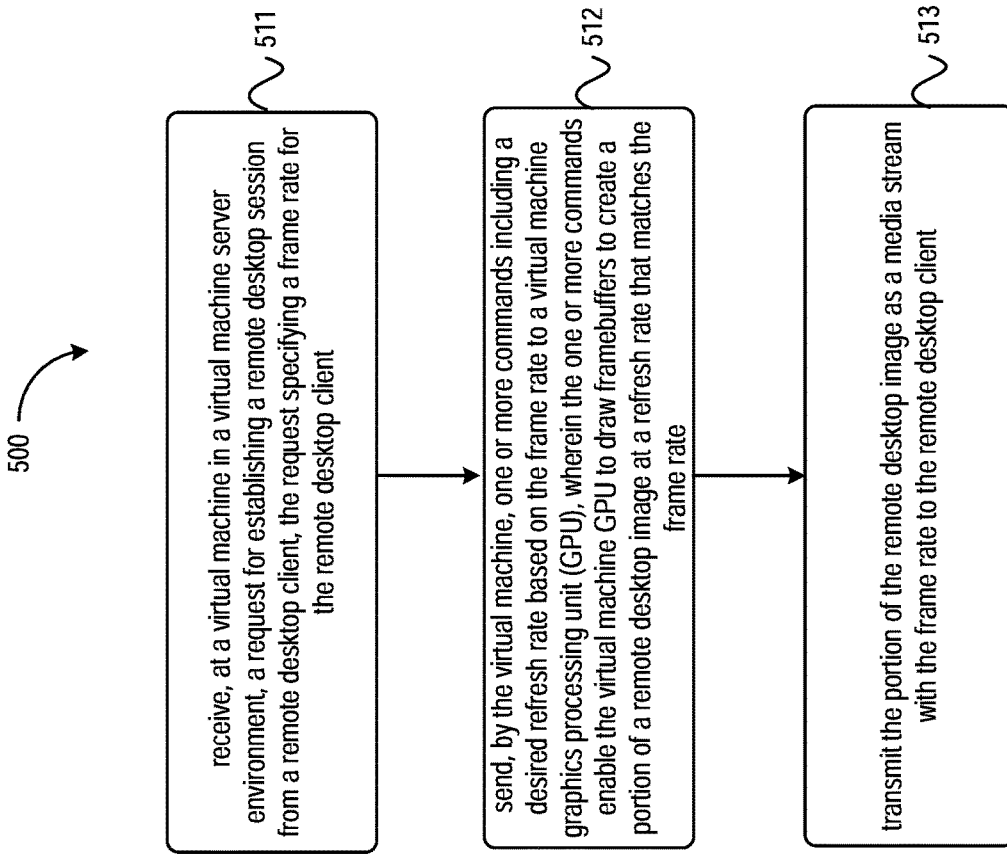 500
receive, at a virtual machine in a virtual machine server
environment, a request for establishing a remote desktop session
from a remote desktop client, the request specifying a frame rate for
the remote desktop client
511
send, by the virtual machine, one or more commands including a
desired refresh rate based on the frame rate to a virtual machine
graphics processing unit (GPU), wherein the one or more commands
enable the virtual machine GPU to draw framebuffers to create a
portion of a remote desktop image at a refresh rate that matches the
frame rate
512
transmit the portion of the remote desktop image as a media stream
with the frame rate to the remote desktop client
513